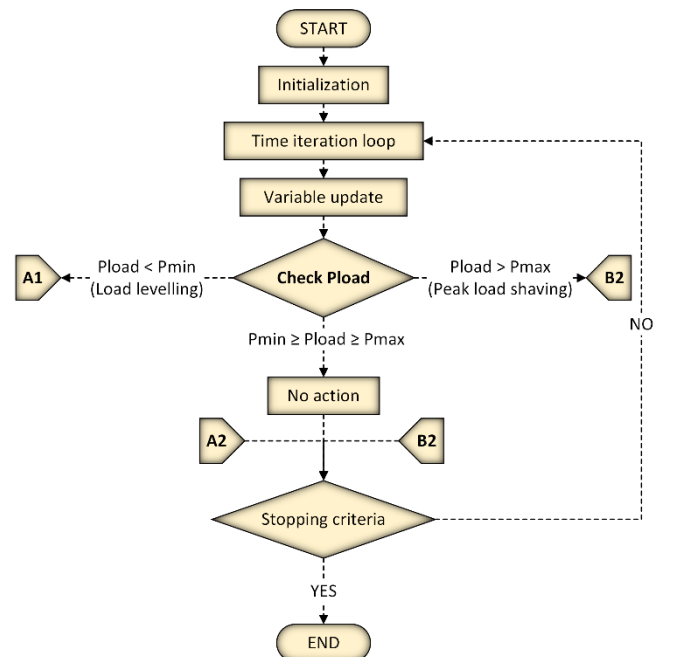 START
Initialization
Time iteration loop
Variable update
A1
Pload < Pmin
(Load levelling)
Check Pload
Pload > Pmax
(Peak load shaving)
B2
NO
Pmin ≥ Pload ≥ Pmax
No action
A2
B2
Stopping criteria
YES
END